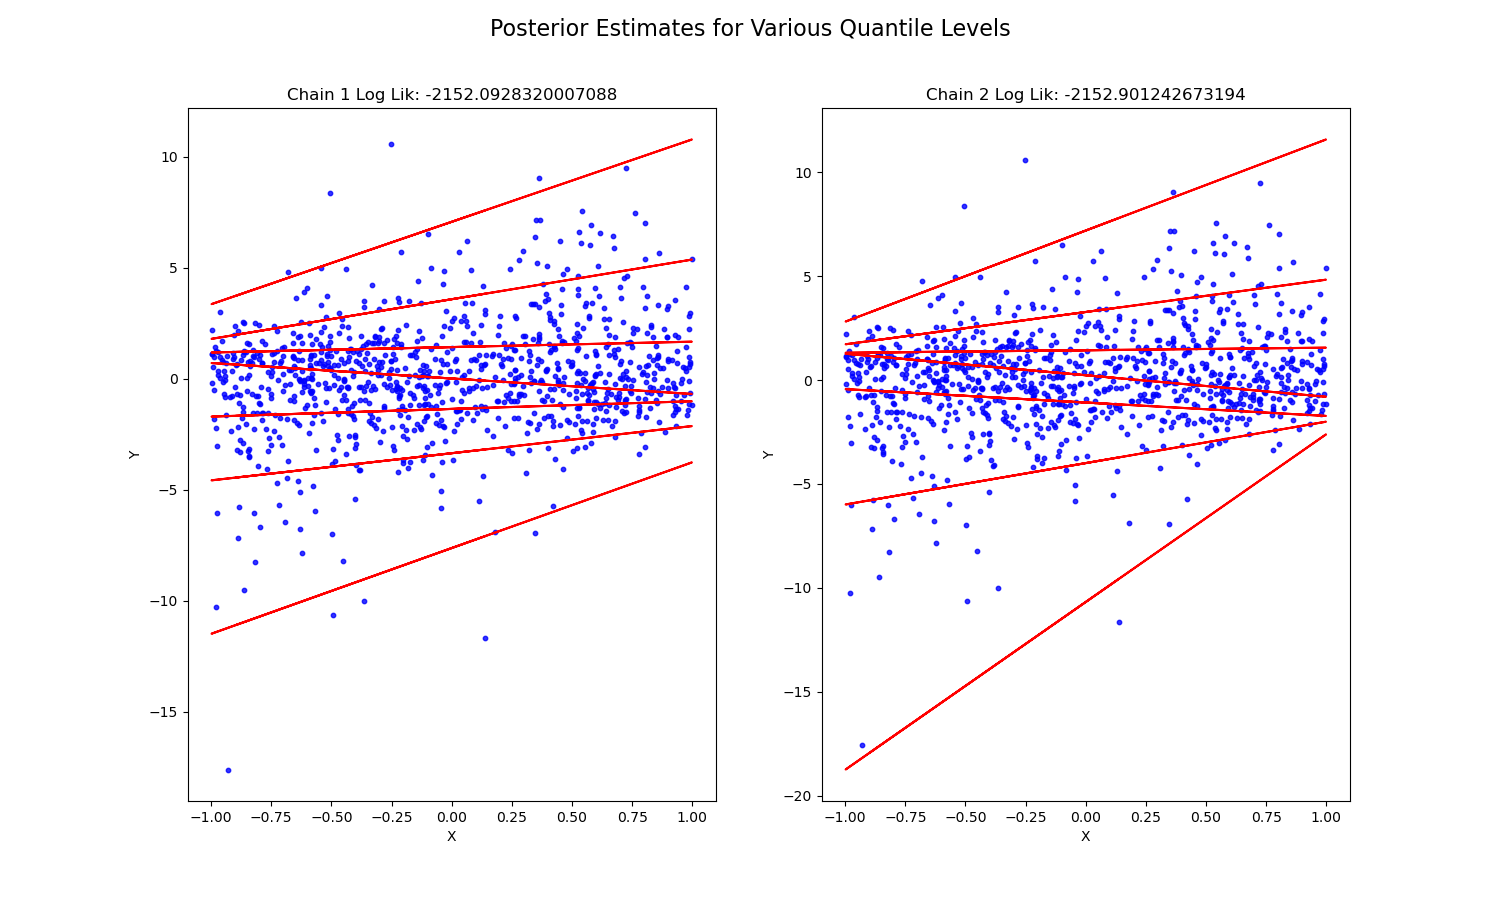 Posterior Estimates for Various Quantile Levels
Chain 1 Log Lik: -2152.0928320007088
10
5
0
−5
−10
−15
Y
−1.00 −0.75 −0.50 −0.25 0.00 0.25 0.50 0.75 1.00
X
Chain 2 Log Lik: -2152.901242673194
10
5
0
−5
−10
−15
−20
Y
−1.00 −0.75 −0.50 −0.25 0.00 0.25 0.50 0.75 1.00
X